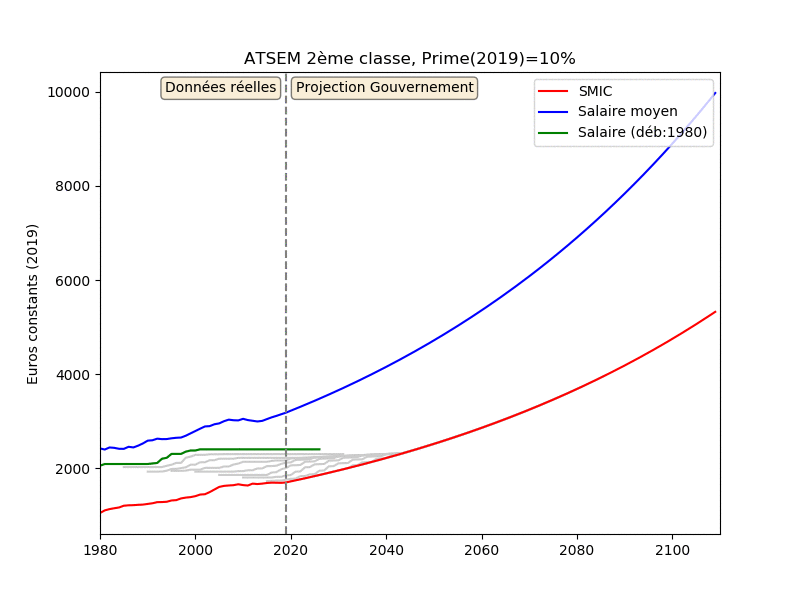 ATSEM 2ème classe, Prime(2019)=10%
Données réelles
Projection Gouvernement
SMIC
Salaire moyen
Salaire (déb:1980)
Euros constants (2019)
10000
8000
6000
4000
2000
1980
2000
2020
2040
2060
2080
2100